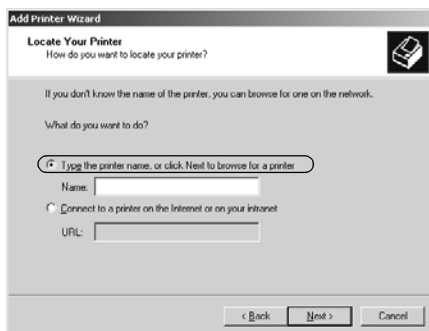 Add Printer Wizard
Locate Your Printer
How do you want to locate your printer?
If you don't know the name of the printer, you can browse for one on the network.
What do you want to do?
Type the printer name, or click Next to browse for a printer
Name:
Connect to a printer on the Internet or on your intranet
URL:
< Back
Next >
Cancel